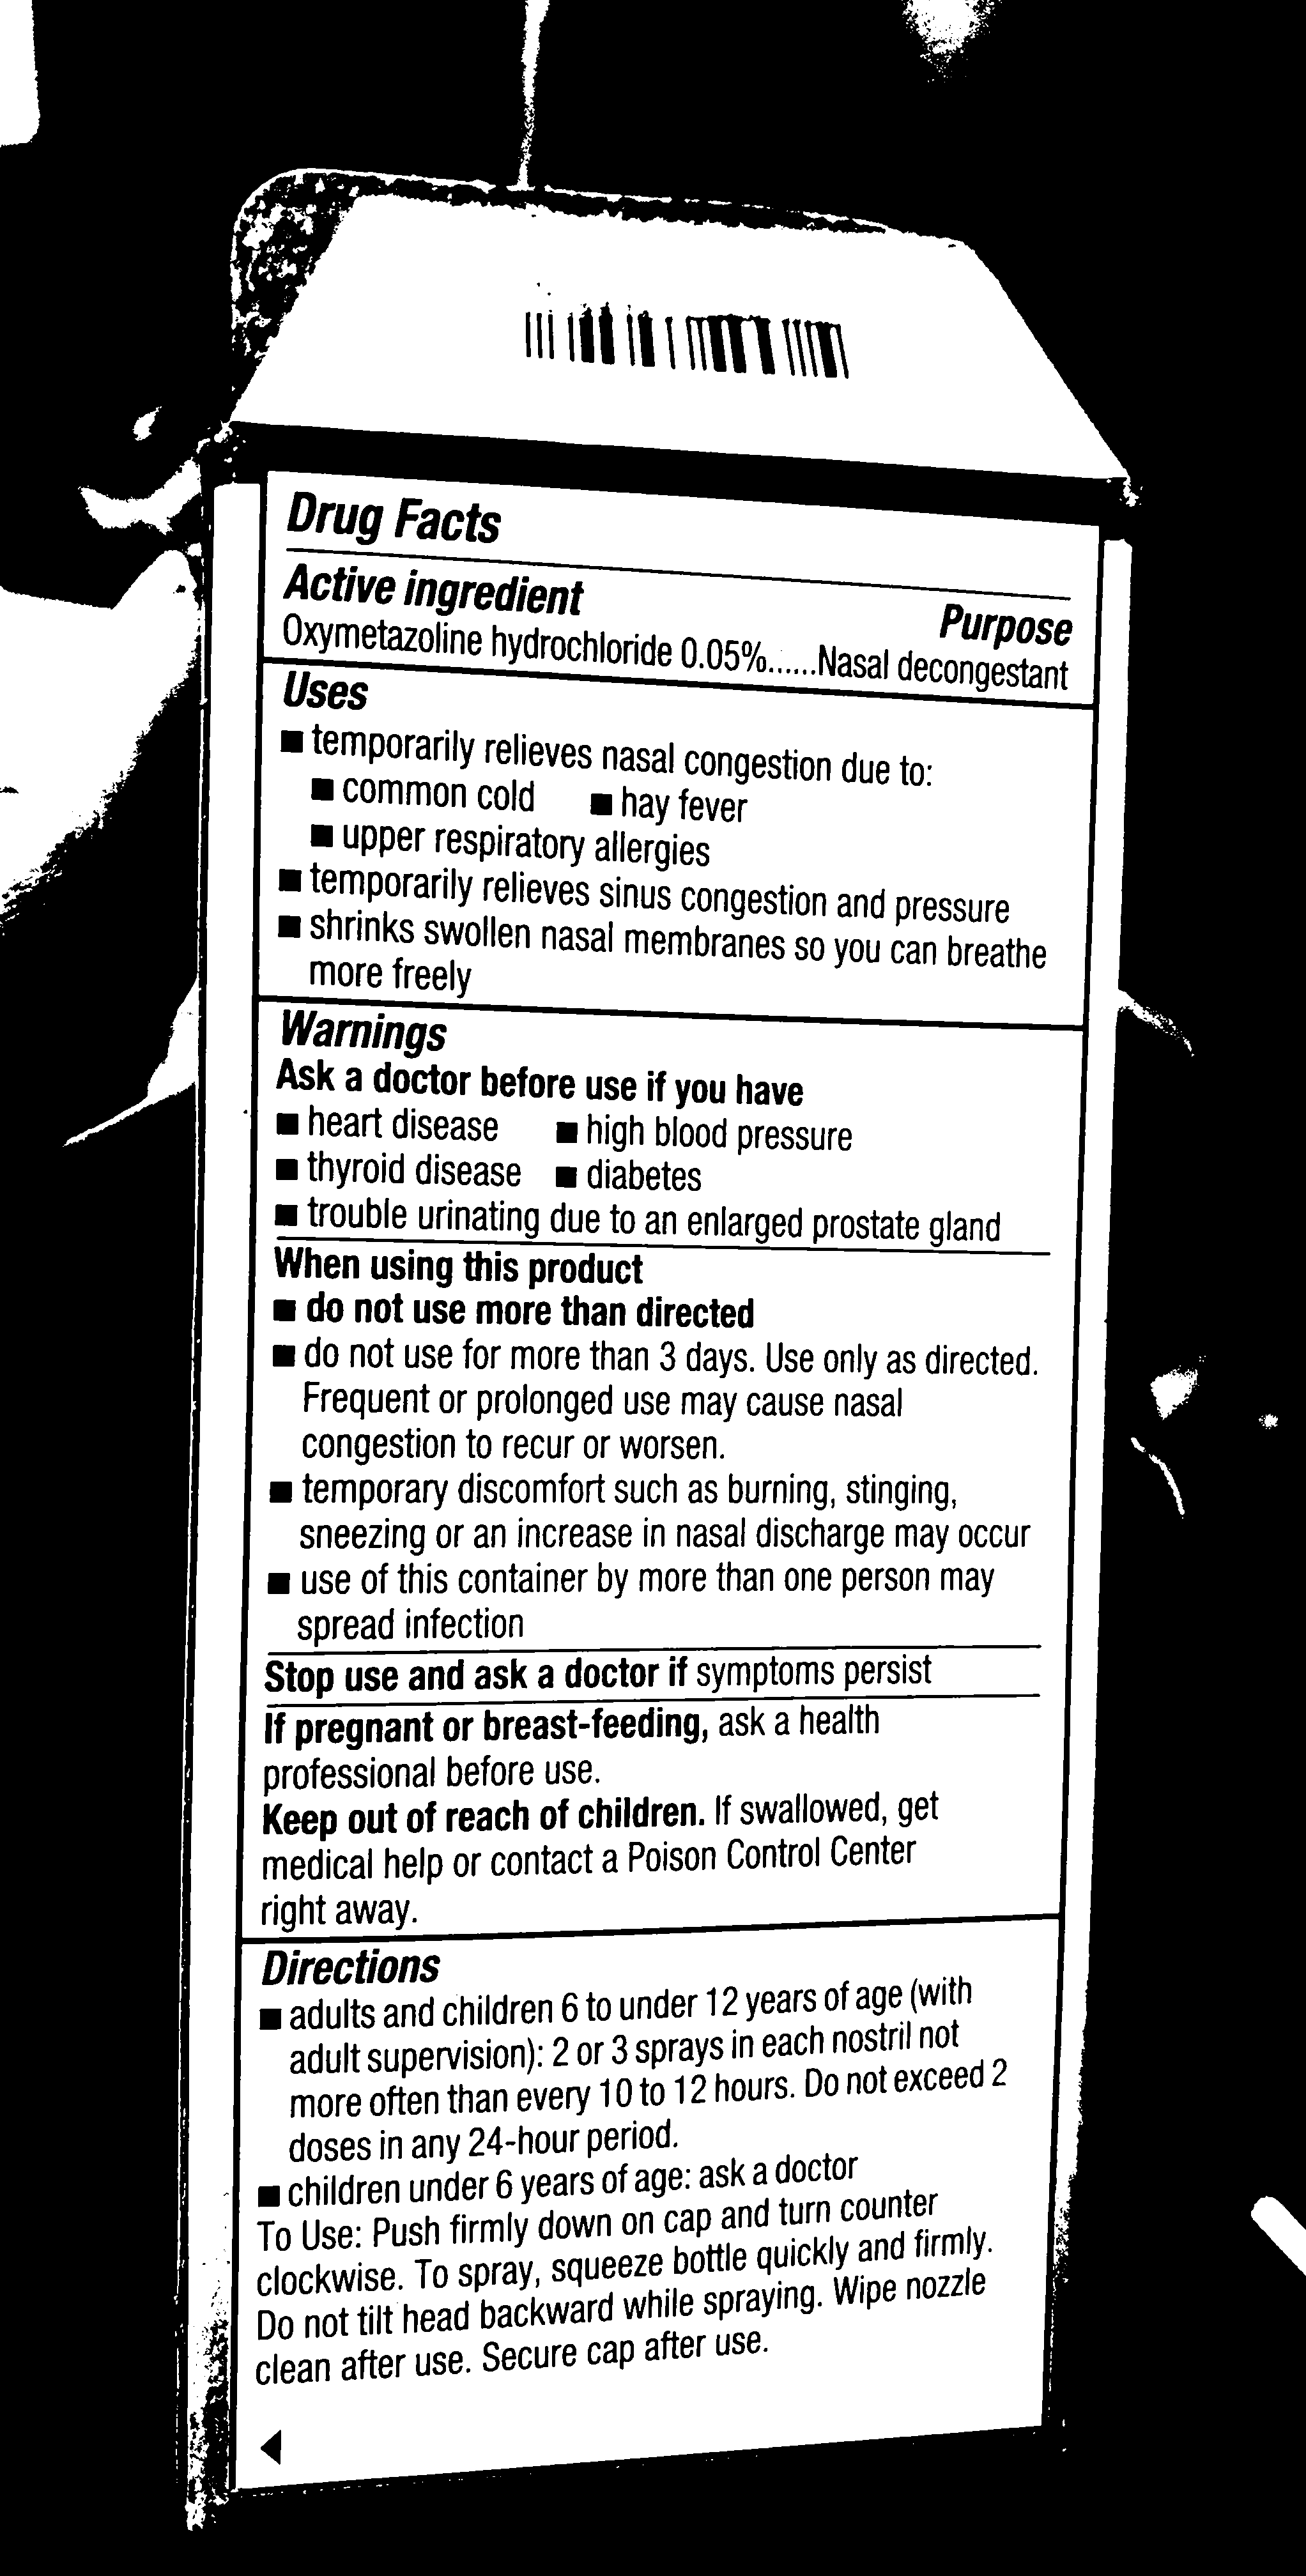 Drug Facts
Active ingredient Purpose
Oxymetazoline hydrochloride 0.05%......Nasal decongestant
Uses
■ temporarily relieves nasal congestion due to:
■ common cold ■ hay fever
■ upper respiratory allergies
■ temporarily relieves sinus congestion and pressure
■ shrinks swollen nasal membranes so you can breathe
more freely
Warnings
Ask a doctor before use if you have
■ heart disease ■ high blood pressure
■ thyroid disease ■ diabetes
■ trouble urinating due to an enlarged prostate gland
When using this product
■ do not use more than directed
■ do not use for more than 3 days. Use only as directed.
Frequent or prolonged use may cause nasal
congestion to recur or worsen.
■ temporary discomfort such as burning, stinging,
sneezing or an increase in nasal discharge may occur
■ use of this container by more than one person may
spread infection
Stop use and ask a doctor if symptoms persist
If pregnant or breast-feeding, ask a health
professional before use.
Keep out of reach of children. If swallowed, get
medical help or contact a Poison Control Center
right away.
Directions
■ adults and children 6 to under 12 years of age (with
adult supervision): 2 or 3 sprays in each nostril not
more often than every 10 to 12 hours. Do not exceed 2
doses in any 24-hour period.
■ children under 6 years of age: ask a doctor
To Use: Push firmly down on cap and turn counter
clockwise. To spray, squeeze bottle quickly and firmly.
Do not tilt head backward while spraying. Wipe nozzle
clean after use. Secure cap after use.